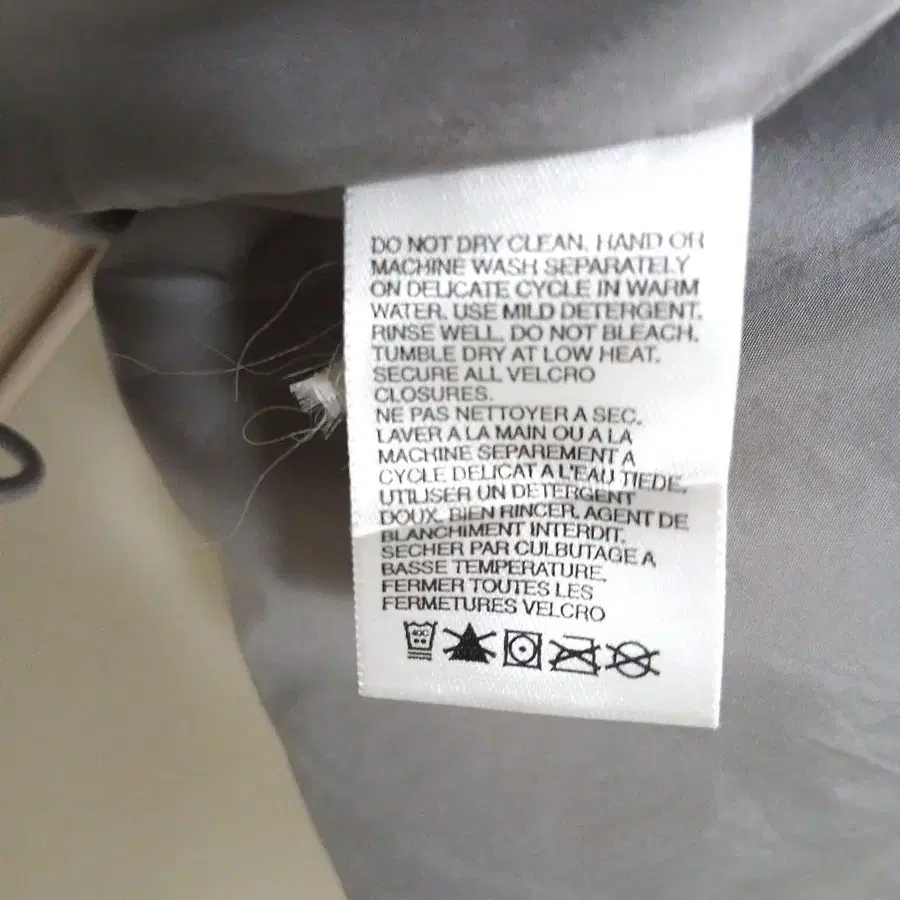 DO NOT DRY CLEAN. HAND OR
MACHINE WASH SEPARATELY
ON DELICATE CYCLE IN WARM
WATER. USE MILD DETERGENT.
RINSE WELL. DO NOT BLEACH.
TUMBLE DRY AT LOW HEAT.
SECURE ALL VELCRO
CLOSURES.
NE PAS NETTOYER A SEC.
LAVER A LA MAIN OU A LA
MACHINE SEPAREMENT A
CYCLE DELICAT A L'EAU TIEDE.
UTILISER UN DETERGENT
DOUX. BIEN RINCER. AGENT DE
BLANCHIMENT INTERDIT.
SECHER PAR CULBUTAGE A
BASSE TEMPERATURE.
FERMER TOUTES LES
FERMETURES VELCRO
40C